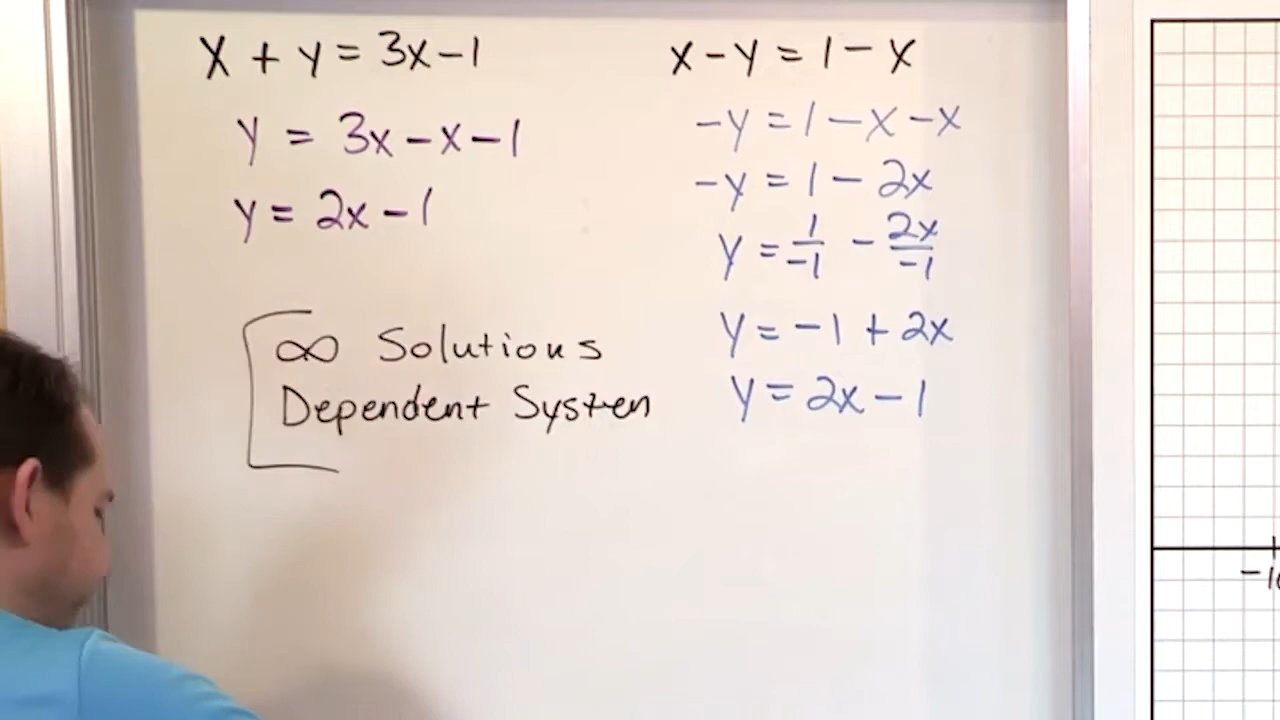 x + y = 3x - 1
y = 3x - x - 1
y = 2x - 1
∞ Solutions
Dependent System
x - y = 1 - x
-y = 1 - x - x
-y = 1 - 2x
y = 1/-1 - 2x/-1
y = -1 + 2x
y = 2x - 1